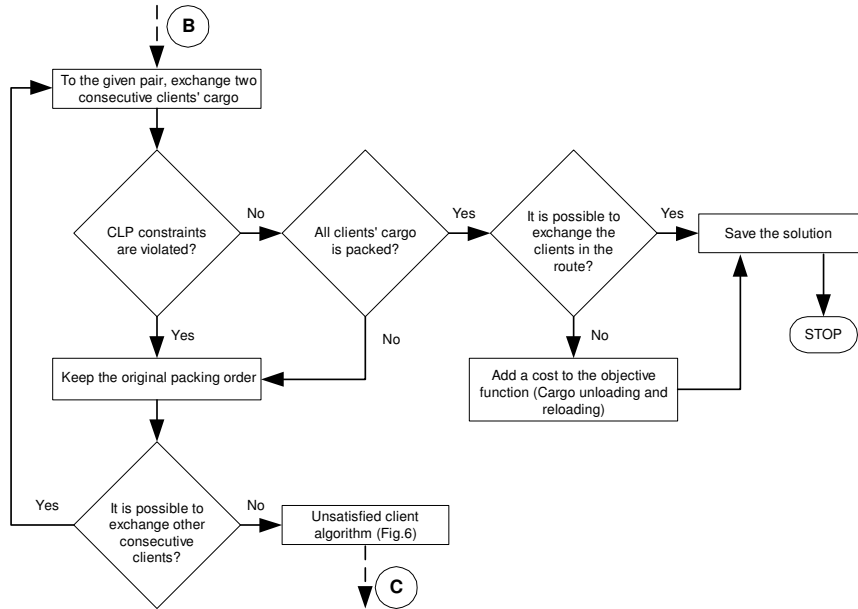 B
To the given pair, exchange two
consecutive clients' cargo
CLP constraints
are violated?
No
All clients' cargo
is packed?
Yes
It is possible to
exchange the
clients in the
route?
Yes
Save the solution
Yes
No
No
STOP
Keep the original packing order
Add a cost to the objective
function (Cargo unloading and
reloading)
Yes
It is possible to
exchange other
consecutive
clients?
No
Unsatisfied client
algorithm (Fig.6)
C